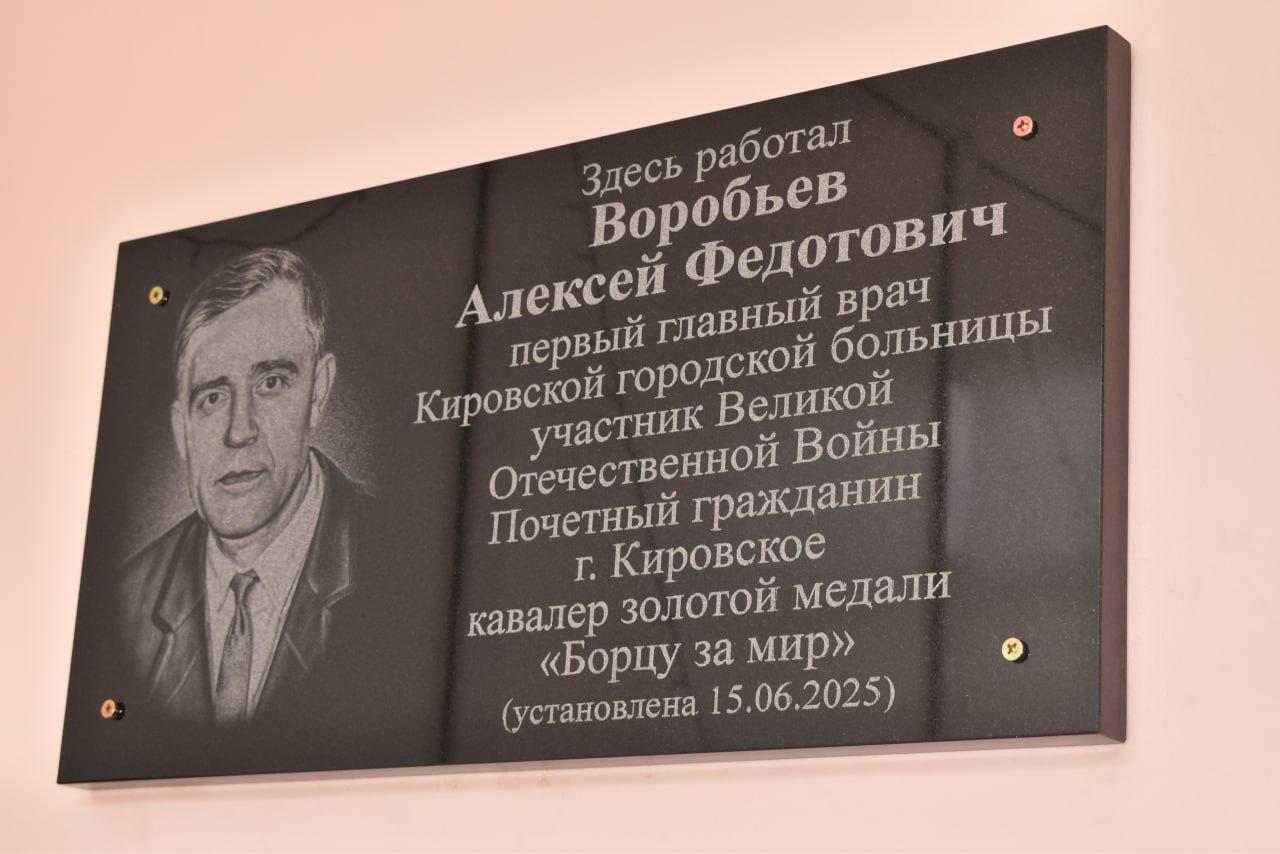 Здесь работал
Воробьев
Алексей Федотович
первый главный врач
Кировской городской больницы
участник Великой
Отечественной Войны
Почетный гражданин
г. Кировское
кавалер золотой медали
«Борцу за мир»
(установлена 15.06.2025)